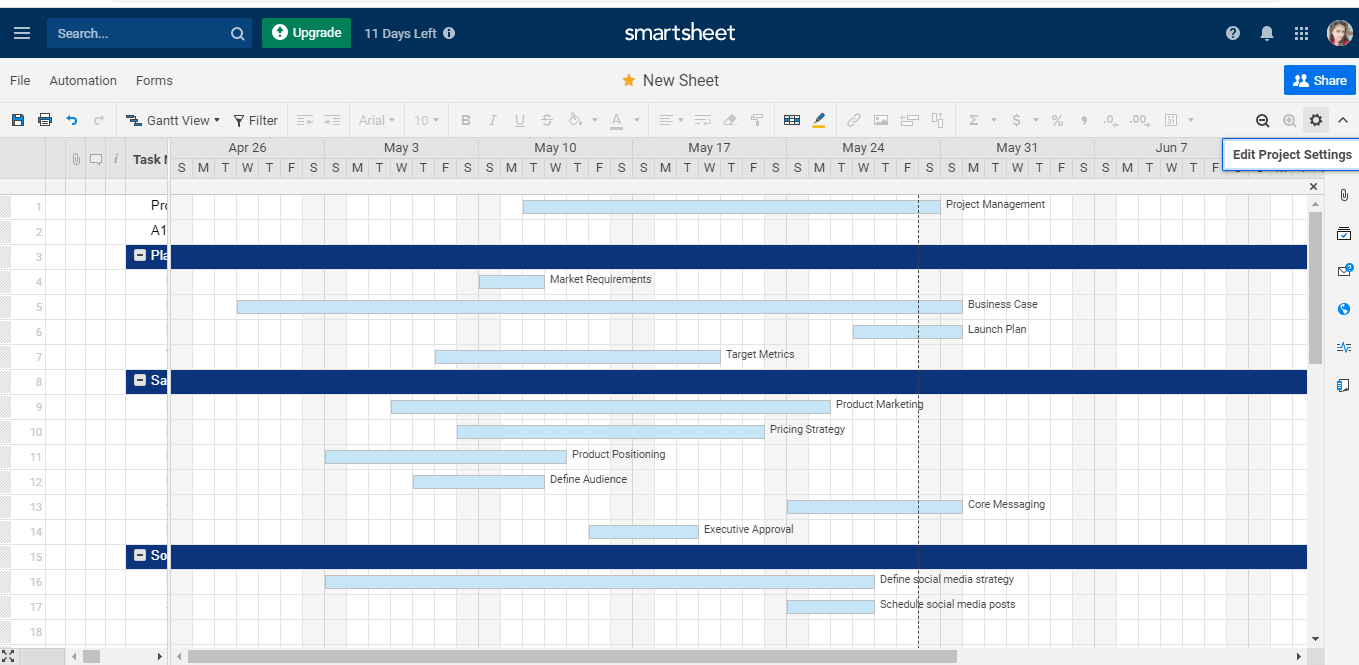 Search...
Upgrade
11 Days Left
smartsheet
File Automation Forms
New Sheet
Share
Gantt View
Filter
Arial
10
B I U S A
Σ $ % , .0 .00
Edit Project Settings
Apr 26 May 3 May 10 May 17 May 24 May 31 Jun 7
Task
S M T W T F S S M T W T F S S M T W T F S S M T W T F S S M T W T F S S M T W T F S S M T W T F
1 Pro Project Management
2 A1
3 Pla
4 Market Requirements
5 Business Case
6 Launch Plan
7 Target Metrics
8 Sa
9 Product Marketing
10 Pricing Strategy
11 Product Positioning
12 Define Audience
13 Core Messaging
14 Executive Approval
15 So
16 Define social media strategy
17 Schedule social media posts
18